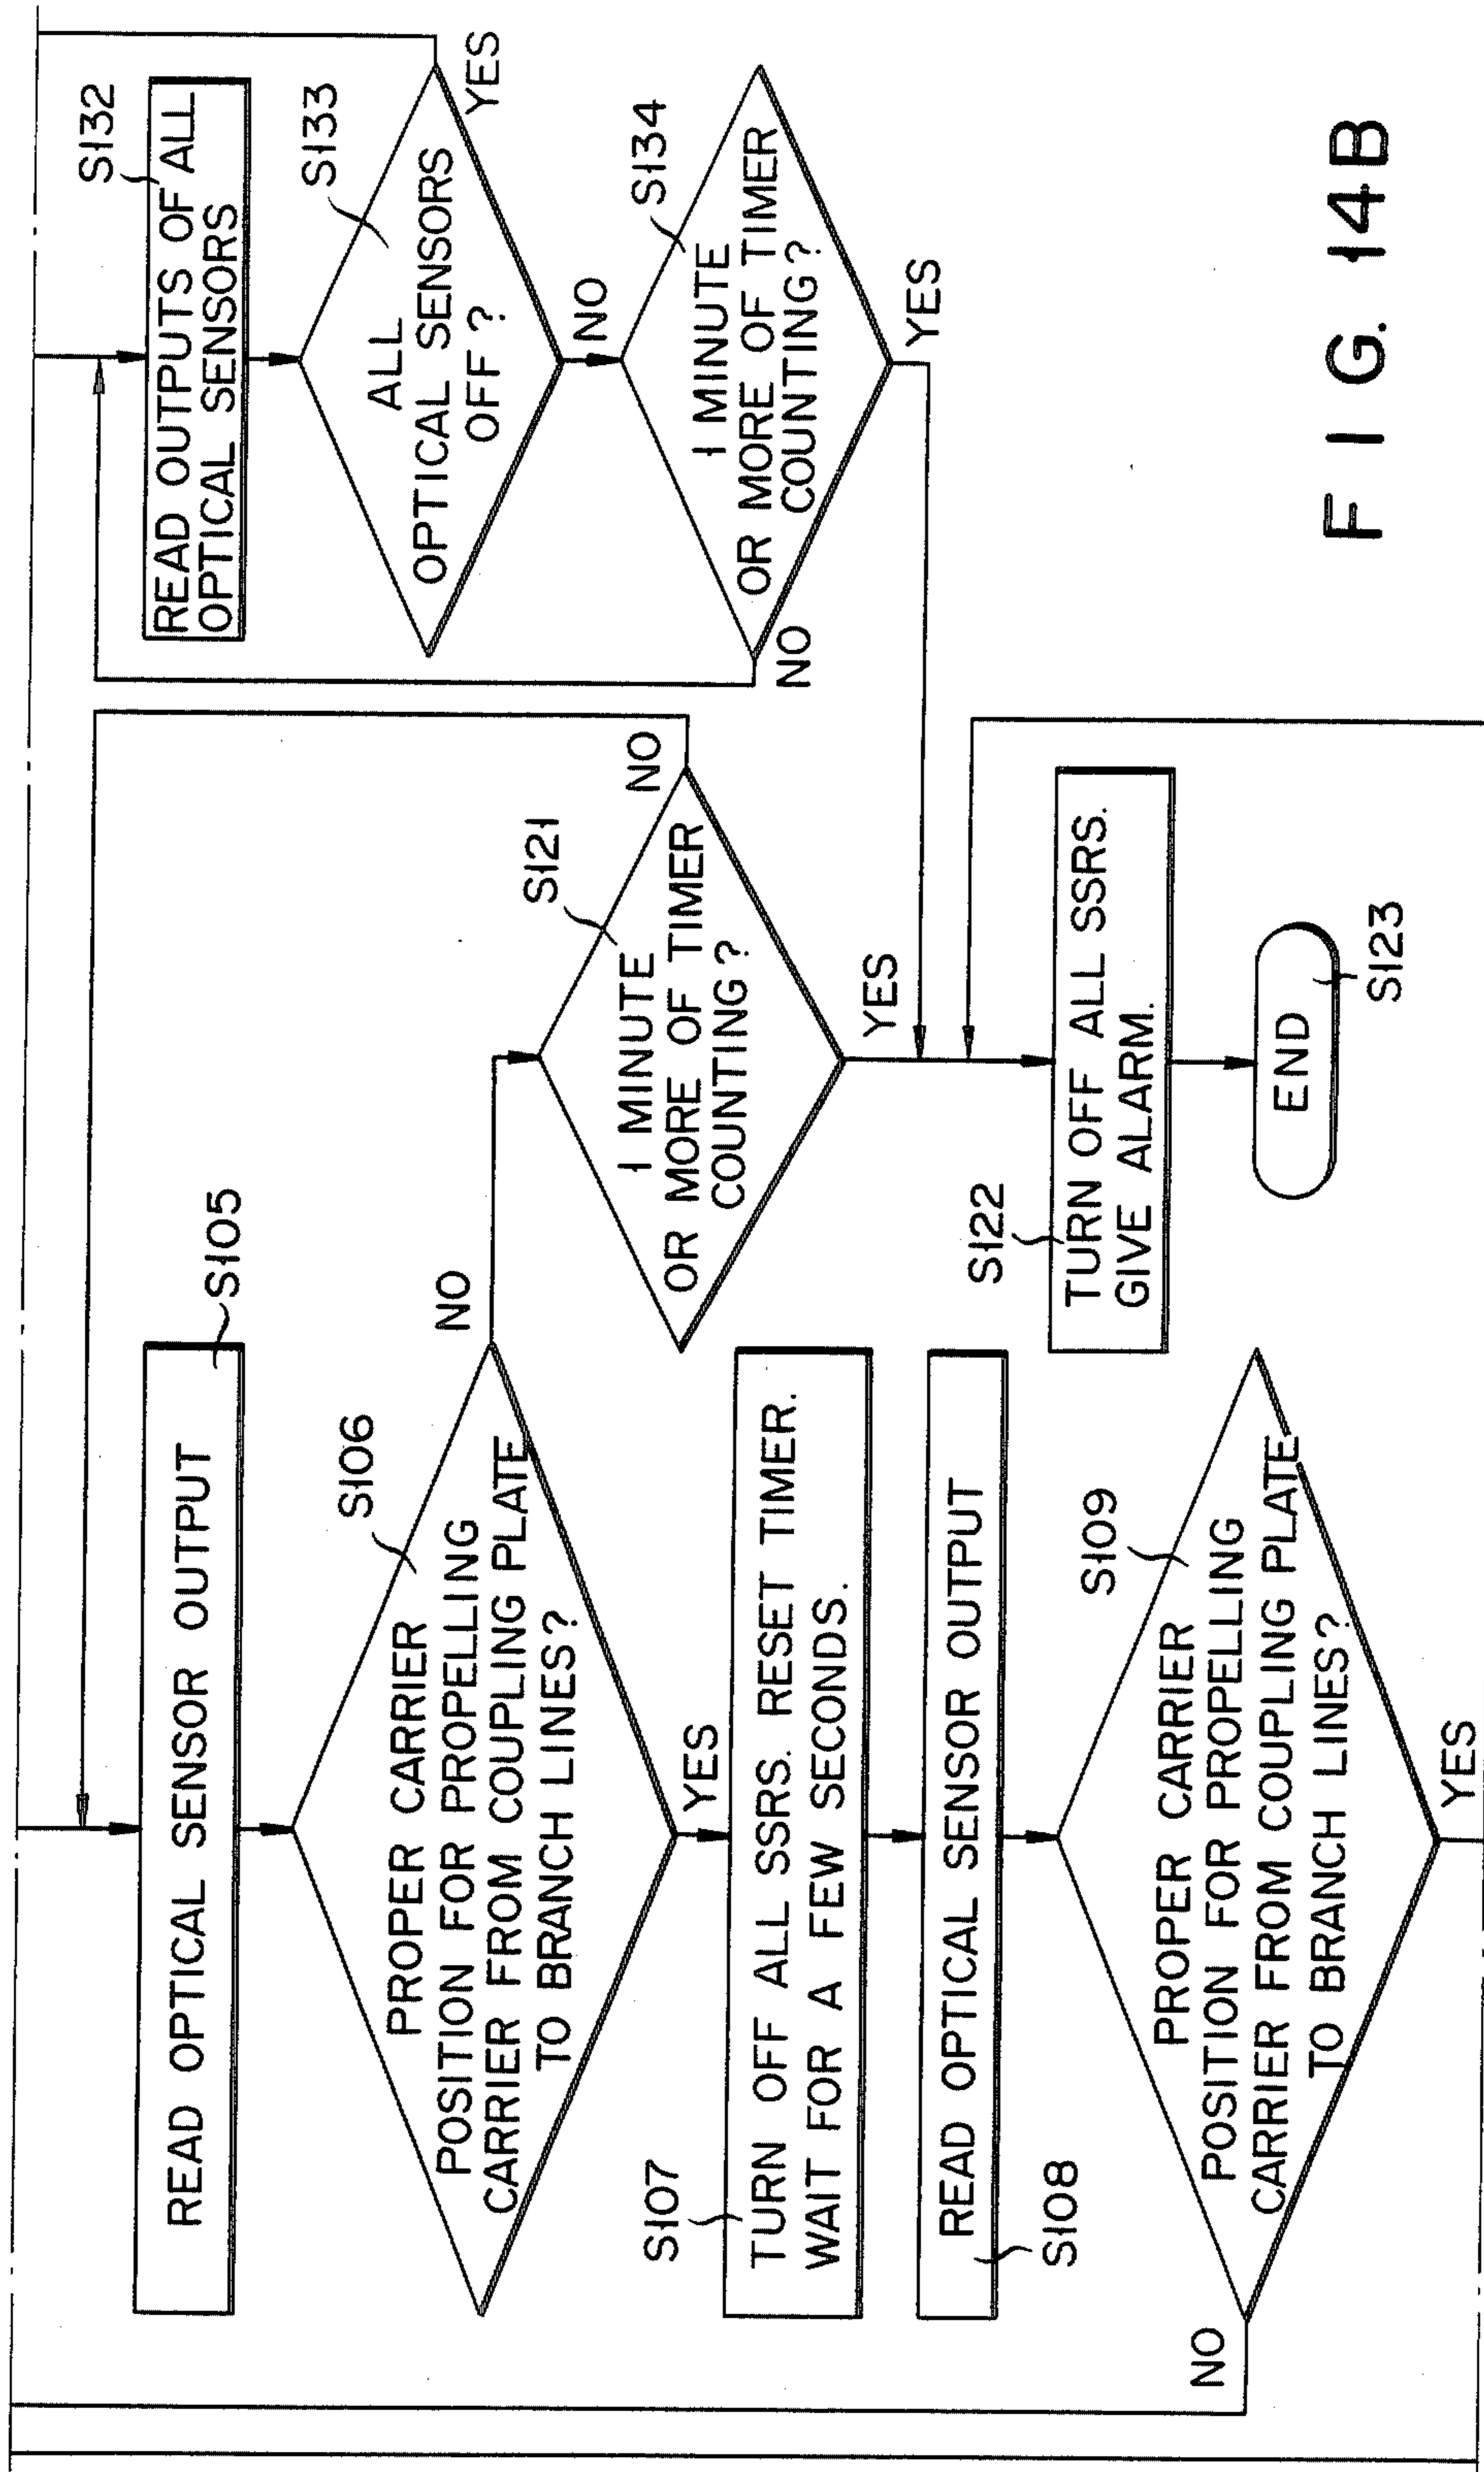 S105
READ OPTICAL SENSOR OUTPUT
S106
PROPER CARRIER
POSITION FOR PROPELLING
CARRIER FROM COUPLING PLATE
TO BRANCH LINES?
NO
YES
S107
TURN OFF ALL SSRS. RESET TIMER.
WAIT FOR A FEW SECONDS.
READ OPTICAL SENSOR OUTPUT
S108
S109
PROPER CARRIER
POSITION FOR PROPELLING
CARRIER FROM COUPLING PLATE
TO BRANCH LINES?
NO
YES
S121
1 MINUTE
OR MORE OF TIMER
COUNTING?
NO
YES
S122
TURN OFF ALL SSRS.
GIVE ALARM.
END
S123
S132
READ OUTPUTS OF ALL
OPTICAL SENSORS
S133
ALL
OPTICAL SENSORS
OFF?
YES
NO
S134
1 MINUTE
OR MORE OF TIMER
COUNTING?
NO
YES
FIG. 14B